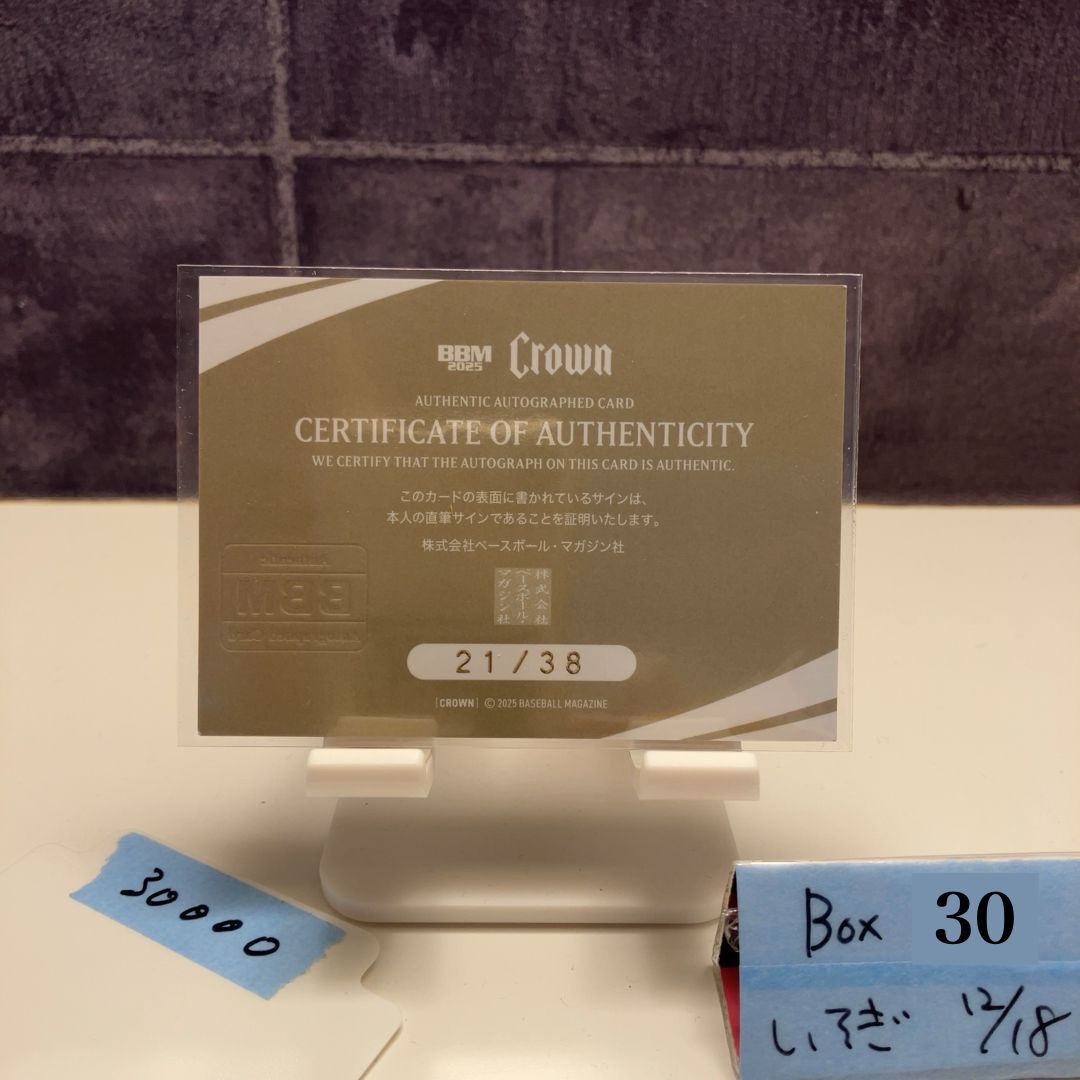 BBM
2025
Crown
AUTHENTIC AUTOGRAPHED CARD
CERTIFICATE OF AUTHENTICITY
WE CERTIFY THAT THE AUTOGRAPH ON THIS CARD IS AUTHENTIC.
このカードの表面に書かれているサインは、
本人の直筆サインであることを証明いたします。
株式会社ベースボール・マガジン社
株式会社
ベースボール・
マガジン社
BBM
21/38
[CROWN] © 2025 BASEBALL MAGAZINE
30000
Box 30
いろぎ 12/18